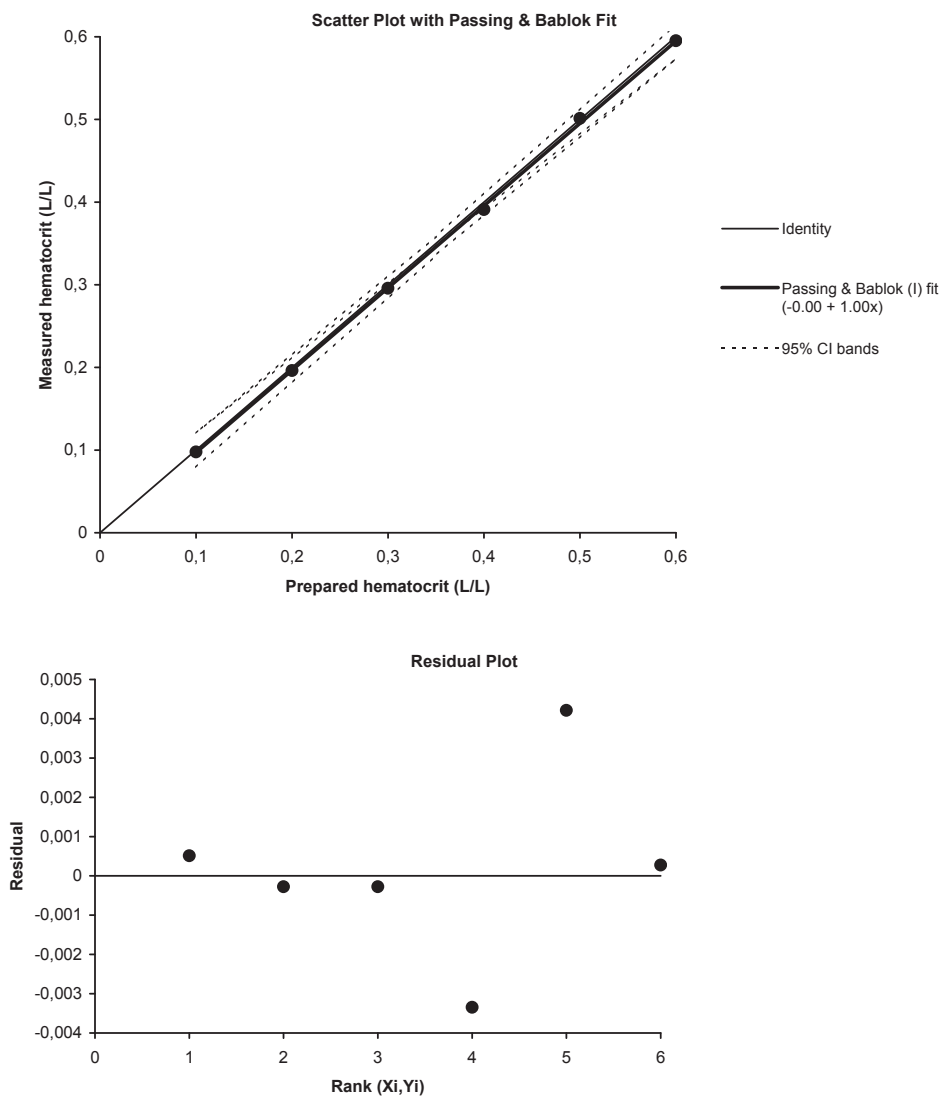 Scatter Plot with Passing & Bablok Fit
0,6
0,5
0,4
0,3
0,2
0,1
0
Measured hematocrit (L/L)
0 0,1 0,2 0,3 0,4 0,5 0,6
Prepared hematocrit (L/L)
Identity
Passing & Bablok (I) fit
(-0.00 + 1.00x)
95% CI bands
Residual Plot
0,005
0,004
0,003
0,002
0,001
0
-0,001
-0,002
-0,003
-0,004
Residual
0 1 2 3 4 5 6
Rank (Xi,Yi)